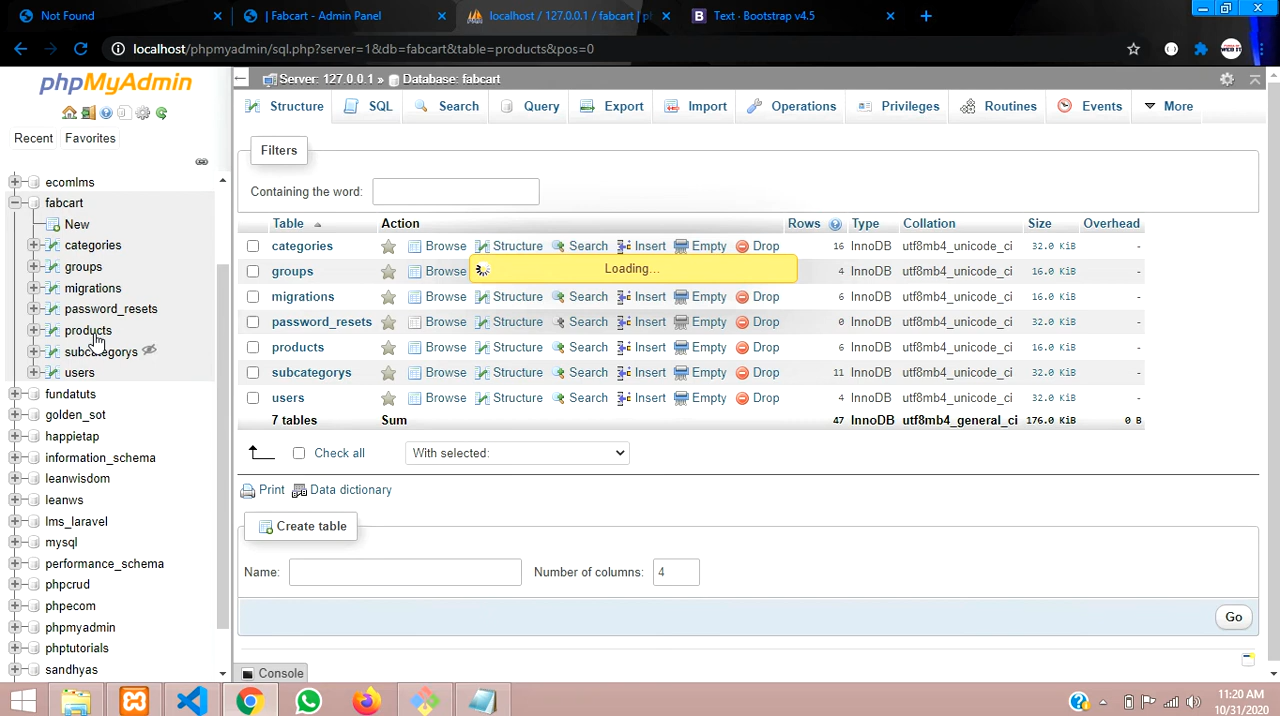 Not Found
| Fabcart - Admin Panel
localhost / 127.0.0.1 / fabcart | p
Text · Bootstrap v4.5
localhost/phpmyadmin/sql.php?server=1&db=fabcart&table=products&pos=0
phpMyAdmin
Recent Favorites
ecomlms
fabcart
New
categories
groups
migrations
password_resets
products
subcategorys
users
fundatuts
golden_sot
happietap
information_schema
leanwisdom
leanws
lms_laravel
mysql
performance_schema
phpcrud
phpecom
phpmyadmin
phptutorials
sandhyas
Server: 127.0.0.1 » Database: fabcart
Structure SQL Search Query Export Import Operations Privileges Routines Events More
Filters
Containing the word:
Table Action Rows Type Collation Size Overhead
categories Browse Structure Search Insert Empty Drop 16 InnoDB utf8mb4_unicode_ci 32.0 KiB -
Loading...
groups Browse 4 InnoDB utf8mb4_unicode_ci 16.0 KiB -
migrations Browse Structure Search Insert Empty Drop 6 InnoDB utf8mb4_unicode_ci 16.0 KiB -
password_resets Browse Structure Search Insert Empty Drop 0 InnoDB utf8mb4_unicode_ci 32.0 KiB -
products Browse Structure Search Insert Empty Drop 6 InnoDB utf8mb4_unicode_ci 16.0 KiB -
subcategorys Browse Structure Search Insert Empty Drop 11 InnoDB utf8mb4_unicode_ci 32.0 KiB -
users Browse Structure Search Insert Empty Drop 4 InnoDB utf8mb4_unicode_ci 32.0 KiB -
7 tables Sum 47 InnoDB utf8mb4_general_ci 176.0 KiB 0 B
Check all With selected:
Print Data dictionary
Create table
Name: Number of columns: 4
Go
Console
11:20 AM
10/31/2020